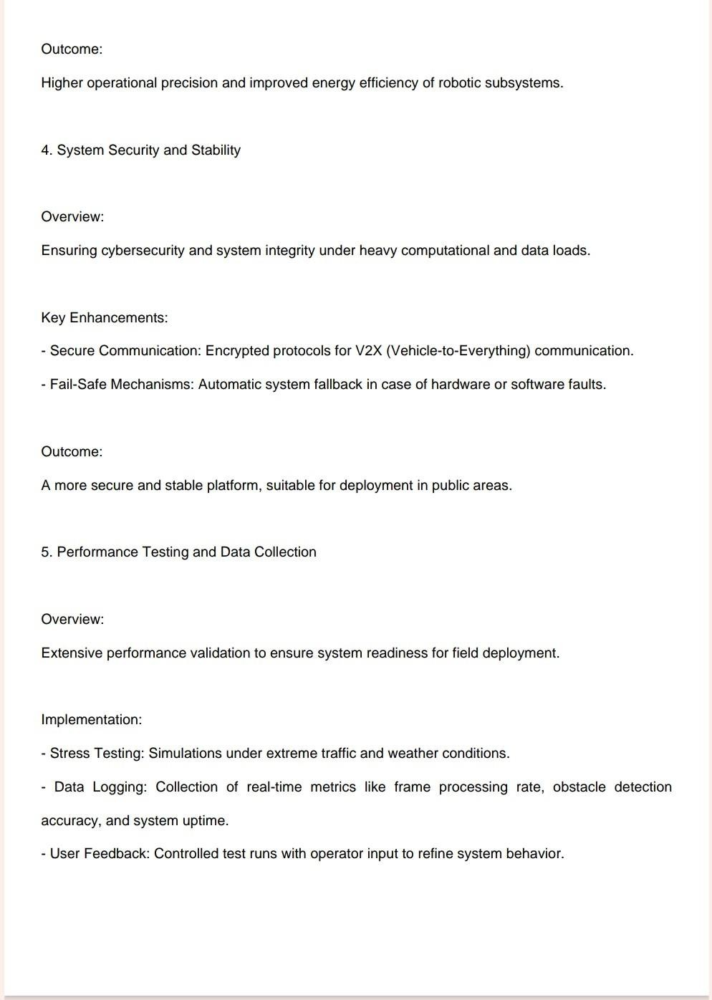 Outcome:
Higher operational precision and improved energy efficiency of robotic subsystems.
4. System Security and Stability
Overview:
Ensuring cybersecurity and system integrity under heavy computational and data loads.
Key Enhancements:
- Secure Communication: Encrypted protocols for V2X (Vehicle-to-Everything) communication.
- Fail-Safe Mechanisms: Automatic system fallback in case of hardware or software faults.
Outcome:
A more secure and stable platform, suitable for deployment in public areas.
5. Performance Testing and Data Collection
Overview:
Extensive performance validation to ensure system readiness for field deployment.
Implementation:
- Stress Testing: Simulations under extreme traffic and weather conditions.
- Data Logging: Collection of real-time metrics like frame processing rate, obstacle detection
accuracy, and system uptime.
- User Feedback: Controlled test runs with operator input to refine system behavior.